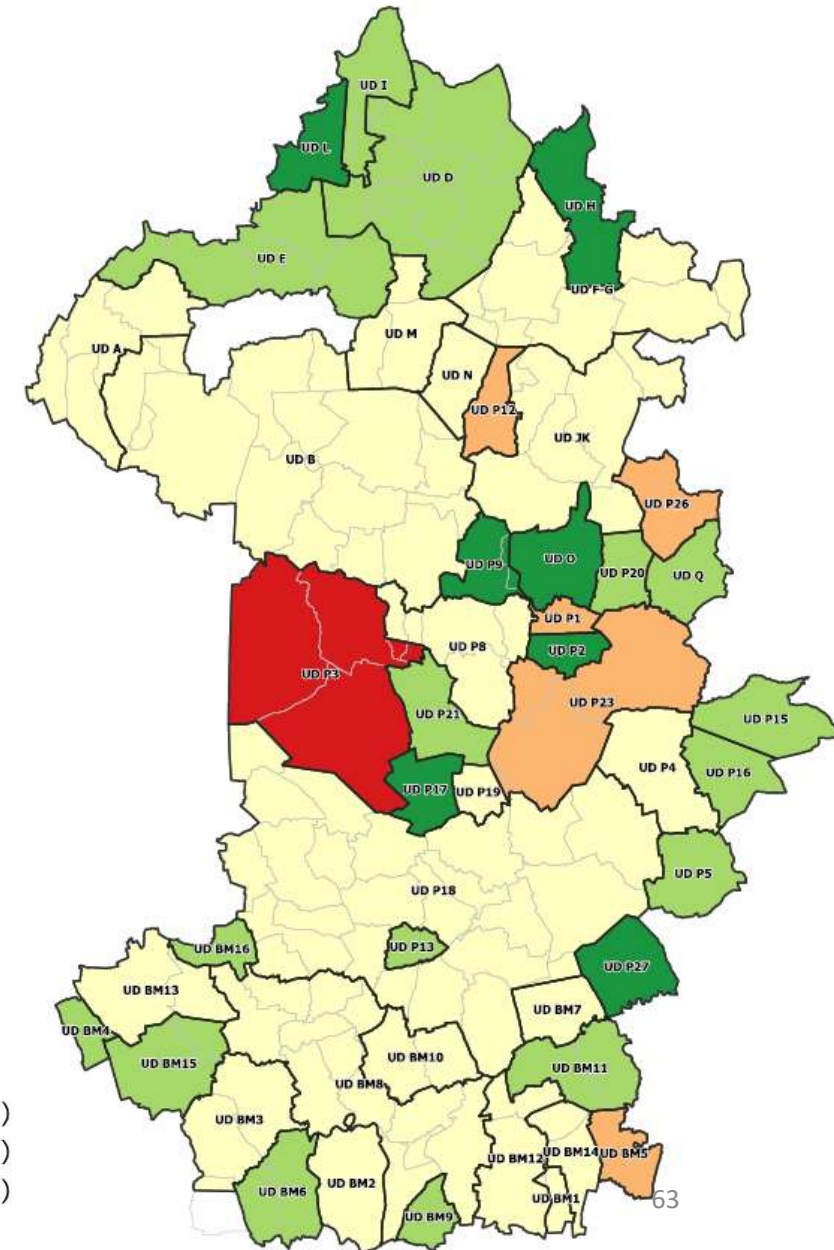 UD I
UD L
UD D
UD H
UD E
UD F-G
UD M
UD A
UD N
UD P12
UD JK
UD B
UD P26
UD P9
UD O
UD P20
UD Q
UD P1
UD P8
UD P2
UD P3
UD P23
UD P21
UD P15
UD P4
UD P16
UD P17
UD P19
UD P5
UD P18
UD BM16
UD P13
UD P27
UD BM13
UD BM7
UD BM4
UD BM15
UD BM10
UD BM11
UD BM8
)
UD BM3
)
UD BM12
UD BM14
UD BM5
UD BM2
)
UD BM6
UD BM1
63
UD BM9